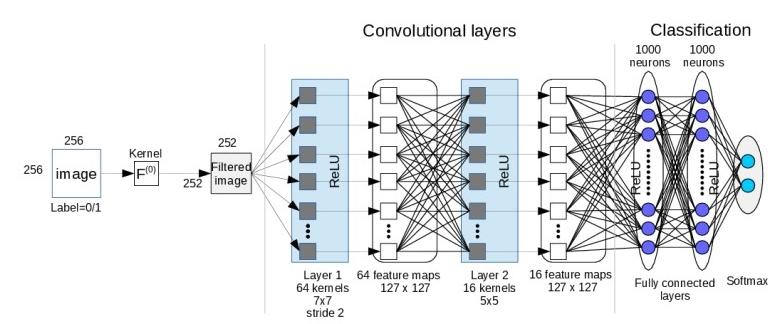 Convolutional layers
Classification
1000
neurons
1000
neurons
256
256
image
Label=0/1
Kernel
F(0)
252
252
Filtered
image
ReLU
ReLU
ReLU
ReLU
Layer 1
64 kernels
7x7
stride 2
64 feature maps
127 x 127
Layer 2
16 kernels
5x5
16 feature maps
127 x 127
Fully connected
layers
Softmax